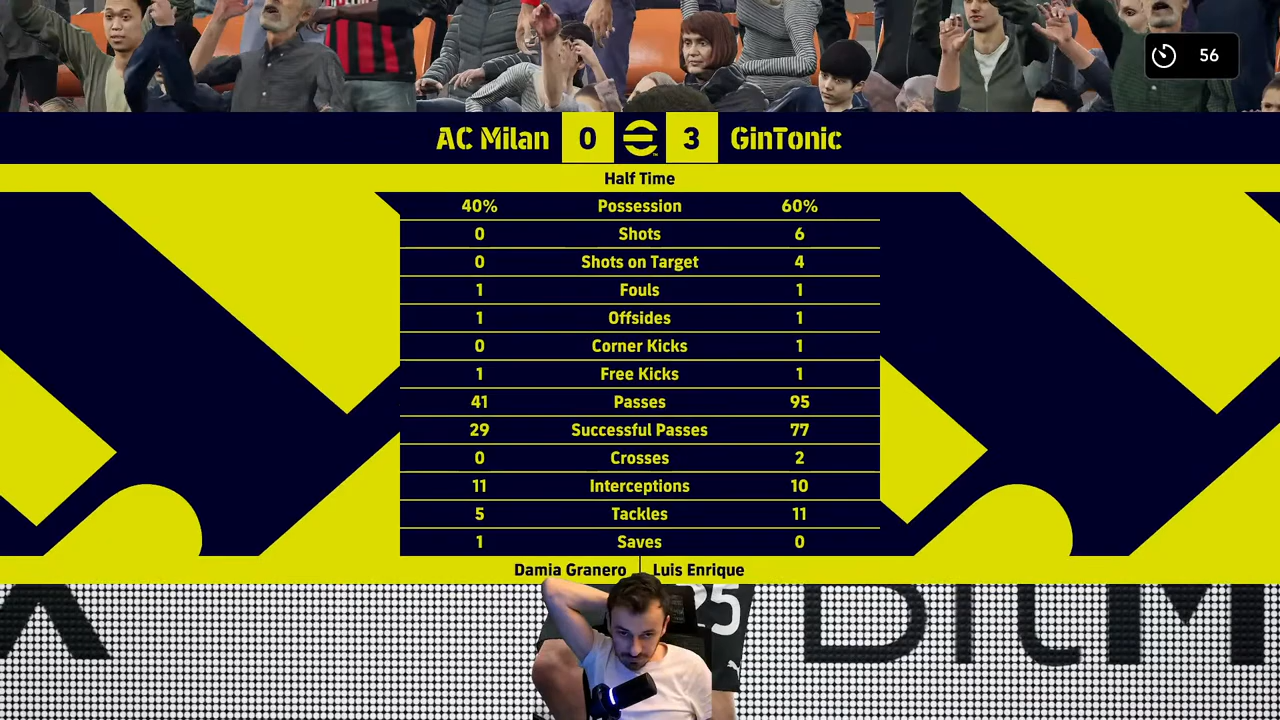 56
AC Milan 0 3 GinTonic
Half Time
40% Possession 60%
0 Shots 6
0 Shots on Target 4
1 Fouls 1
1 Offsides 1
0 Corner Kicks 1
1 Free Kicks 1
41 Passes 95
29 Successful Passes 77
0 Crosses 2
11 Interceptions 10
5 Tackles 11
1 Saves 0
Damia Granero Luis Enrique
25
BitM